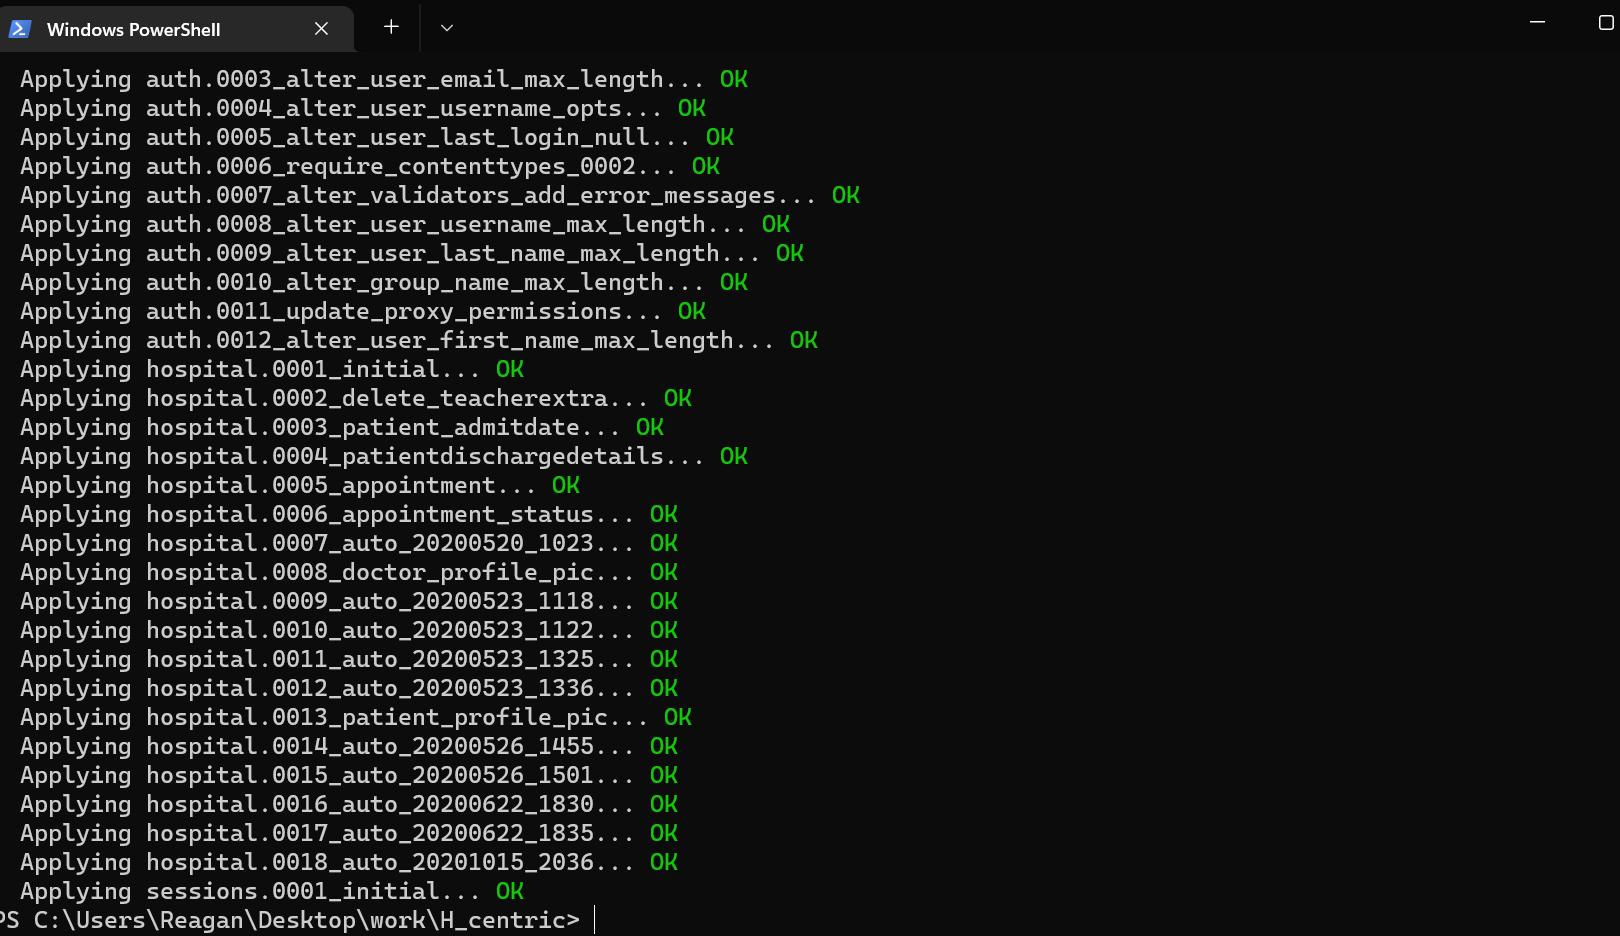 Windows PowerShell
Applying auth.0003_alter_user_email_max_length... OK
Applying auth.0004_alter_user_username_opts... OK
Applying auth.0005_alter_user_last_login_null... OK
Applying auth.0006_require_contenttypes_0002... OK
Applying auth.0007_alter_validators_add_error_messages... OK
Applying auth.0008_alter_user_username_max_length... OK
Applying auth.0009_alter_user_last_name_max_length... OK
Applying auth.0010_alter_group_name_max_length... OK
Applying auth.0011_update_proxy_permissions... OK
Applying auth.0012_alter_user_first_name_max_length... OK
Applying hospital.0001_initial... OK
Applying hospital.0002_delete_teacherextra... OK
Applying hospital.0003_patient_admitdate... OK
Applying hospital.0004_patientdischargedetails... OK
Applying hospital.0005_appointment... OK
Applying hospital.0006_appointment_status... OK
Applying hospital.0007_auto_20200520_1023... OK
Applying hospital.0008_doctor_profile_pic... OK
Applying hospital.0009_auto_20200523_1118... OK
Applying hospital.0010_auto_20200523_1122... OK
Applying hospital.0011_auto_20200523_1325... OK
Applying hospital.0012_auto_20200523_1336... OK
Applying hospital.0013_patient_profile_pic... OK
Applying hospital.0014_auto_20200526_1455... OK
Applying hospital.0015_auto_20200526_1501... OK
Applying hospital.0016_auto_20200622_1830... OK
Applying hospital.0017_auto_20200622_1835... OK
Applying hospital.0018_auto_20201015_2036... OK
Applying sessions.0001_initial... OK
PS C:\Users\Reagan\Desktop\work\H_centric>